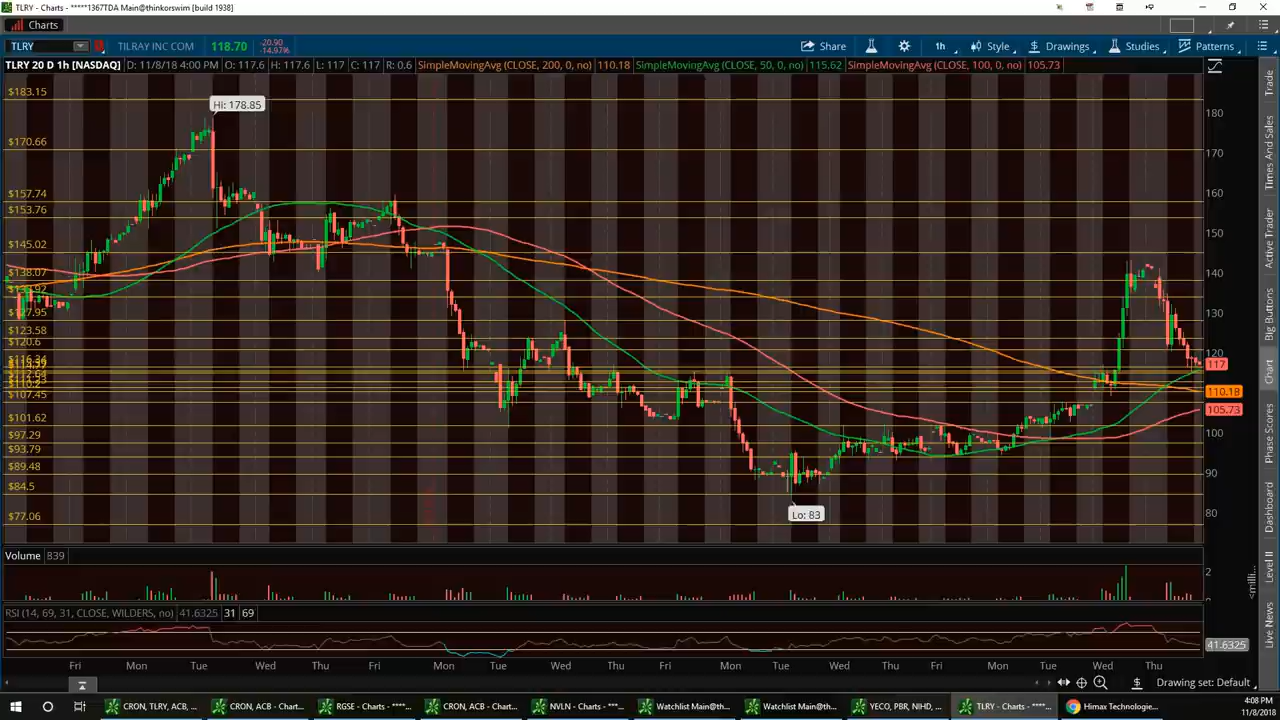 TLRY - Charts - *****1367TDA Main@thinkorswim [build 1938]
Charts
TLRY TILRAY INC COM 118.70 -20.90 -14.97% Share 1h Style Drawings Studies Patterns
TLRY 20 D 1h [NASDAQ] D: 11/8/18 4:00 PM O: 117.6 H: 117.6 L: 117 C: 117 R: 0.6 SimpleMovingAvg (CLOSE, 200, 0, no) 110.18 SimpleMovingAvg (CLOSE, 50, 0, no) 115.62 SimpleMovingAvg (CLOSE, 100, 0, no) 105.73
$183.15
Hi: 178.85
180
$170.66
170
160
$157.74
$153.76
150
$145.02
140
$138.07
130
$127.95
$123.58
$120.6
120
117
$110.2
110.18
$107.45
105.73
$101.62
100
$97.29
$93.79
90
$89.48
$84.5
80
Lo: 83
$77.06
Volume 839
2
<milli...
RSI (14, 69, 31, CLOSE, WILDERS, no) 41.6325 31 69
41.6325
Fri Mon Tue Wed Thu Fri Mon Tue Wed Thu Fri Mon Tue Wed Thu Fri Mon Tue Wed Thu
Drawing set: Default
Trade
Times And Sales
Active Trader
Big Buttons
Chart
Phase Scores
Dashboard
Level II
Live News
CRON, TLRY, ACB, ... CRON, ACB - Chart... RGSE - Charts - ****... CRON, ACB - Chart... NVLN - Charts - ***... Watchlist Main@th... Watchlist Main@th... YECO, PBR, NIHD, ... TLRY - Charts - ****... Himax Technologie...
4:08 PM
11/8/2018